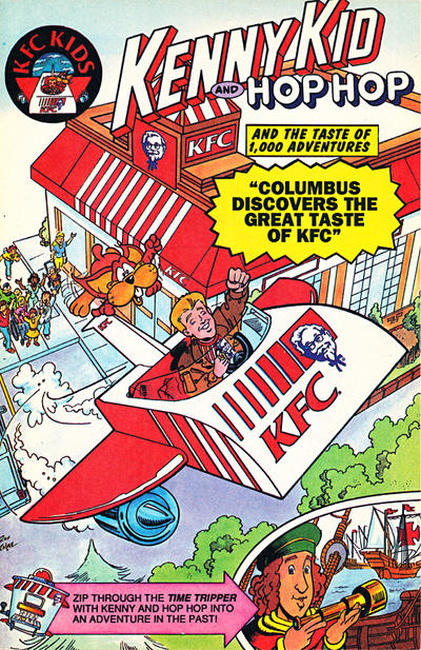 KFC KIDS
KFC
KENNY KID
AND HOP HOP
KFC
AND THE TASTE OF
1,000 ADVENTURES
"COLUMBUS
DISCOVERS THE
GREAT TASTE
OF KFC"
KFC
KFC
KFC
ZIP THROUGH THE TIME TRIPPER
WITH KENNY AND HOP HOP INTO
AN ADVENTURE IN THE PAST!